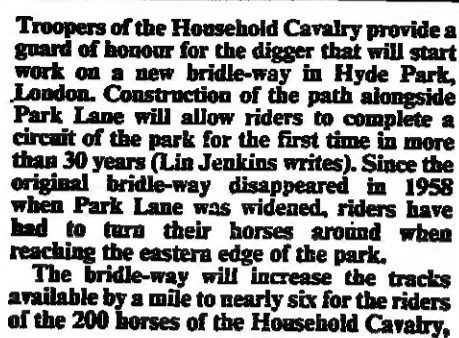 Troopers of the Household Cavalry provide a
guard of honour for the digger that will start
work on a new bridle-way in Hyde Park,
London. Construction of the path alongside
Park Lane will allow riders to complete a
circuit of the park for the first time in more
than 30 years (Lin Jenkins writes). Since the
original bridle-way disappeared in 1958
when Park Lane was widened, riders have
had to turn their horses around when
reaching the eastern edge of the park.
The bridle-way will increase the tracks
available by a mile to nearly six for the riders
of the 200 horses of the Household Cavalry,